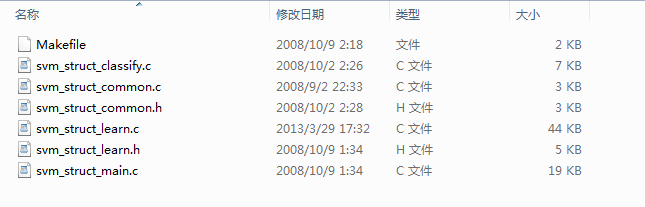 名称 修改日期 类型 大小
Makefile 2008/10/9 2:18 文件 2 KB
svm_struct_classify.c 2008/10/2 2:26 C 文件 7 KB
svm_struct_common.c 2008/9/2 22:33 C 文件 3 KB
svm_struct_common.h 2008/10/2 2:28 H 文件 3 KB
svm_struct_learn.c 2013/3/29 17:32 C 文件 44 KB
svm_struct_learn.h 2008/10/9 1:34 H 文件 5 KB
svm_struct_main.c 2008/10/9 1:34 C 文件 19 KB